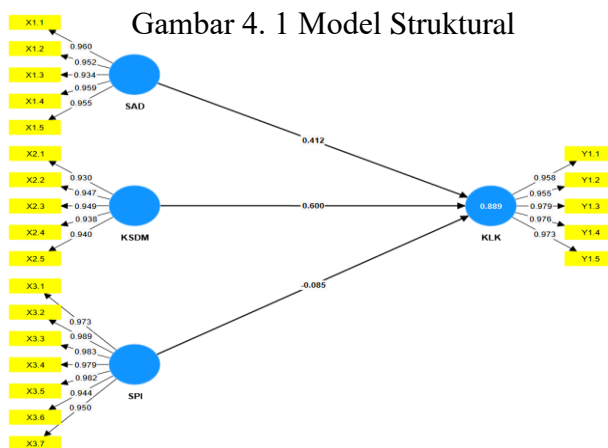 Gambar 4. 1 Model Struktural
X1.1
X1.2
X1.3
X1.4
X1.5
0.960
0.952
0.934
0.959
0.955
SAD
0.412
X2.1
X2.2
X2.3
X2.4
X2.5
0.930
0.947
0.949
0.938
0.940
KSDM
0.600
X3.1
X3.2
X3.3
X3.4
X3.5
X3.6
X3.7
0.973
0.989
0.983
0.979
0.982
0.944
0.950
SPI
-0.085
0.889
KLK
0.958
0.955
0.979
0.976
0.973
Y1.1
Y1.2
Y1.3
Y1.4
Y1.5